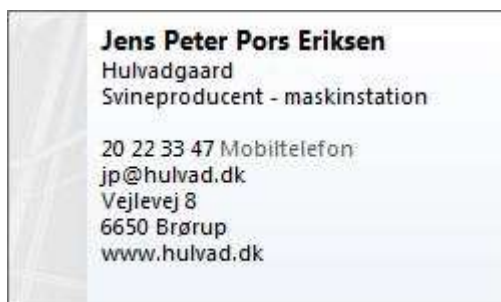 Jens Peter Pors Eriksen
Hulvadgaard
Svineproducent - maskinstation
20 22 33 47 Mobiltelefon
jp@hulvad.dk
Vejlevej 8
6650 Brørup
www.hulvad.dk